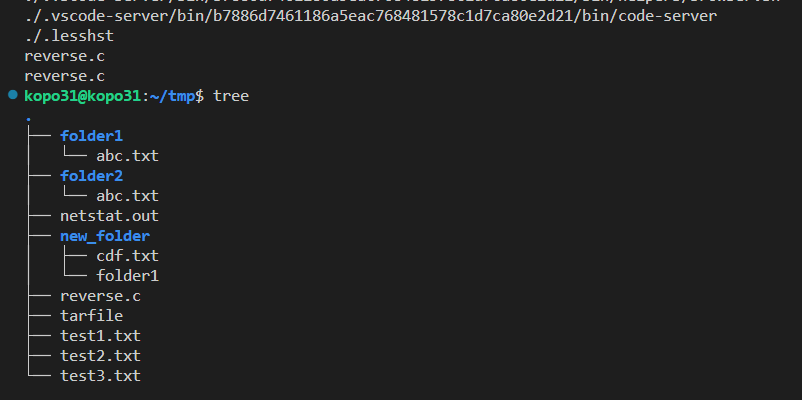 ./.vscode-server/bin/b7886d7461186a5eac768481578c1d7ca80e2d21/bin/code-server
./.lesshst
reverse.c
reverse.c
kopo31@kopo31:~/tmp$ tree
.
├── folder1
│   └── abc.txt
├── folder2
│   └── abc.txt
├── netstat.out
├── new_folder
│   ├── cdf.txt
│   └── folder1
├── reverse.c
├── tarfile
├── test1.txt
├── test2.txt
└── test3.txt